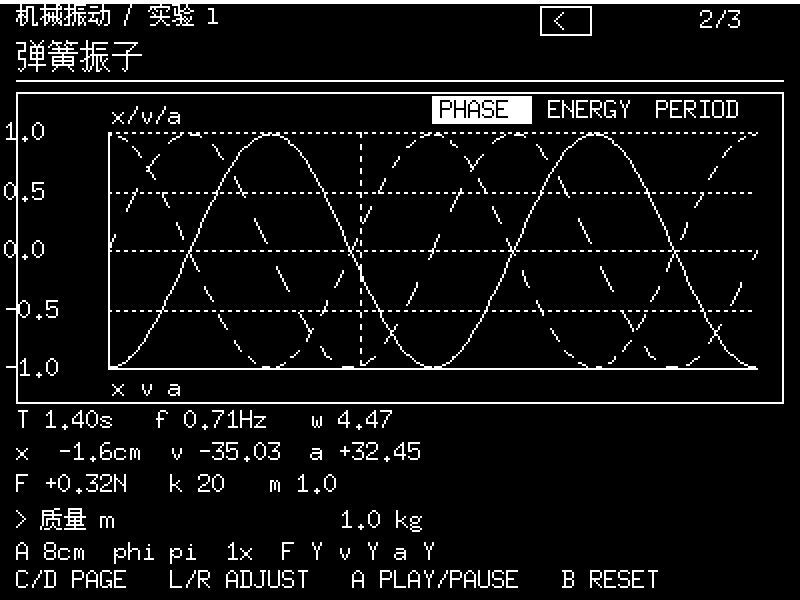 机械振动 / 实验 1 < 2/3
弹簧振子
x/v/a PHASE ENERGY PERIOD
1.0
0.5
0.0
-0.5
-1.0
x v a
T 1.40s f 0.71Hz w 4.47
x -1.6cm v -35.03 a +32.45
F +0.32N k 20 m 1.0
> 质量 m 1.0 kg
A 8cm phi pi 1x F Y v Y a Y
C/D PAGE L/R ADJUST A PLAY/PAUSE B RESET